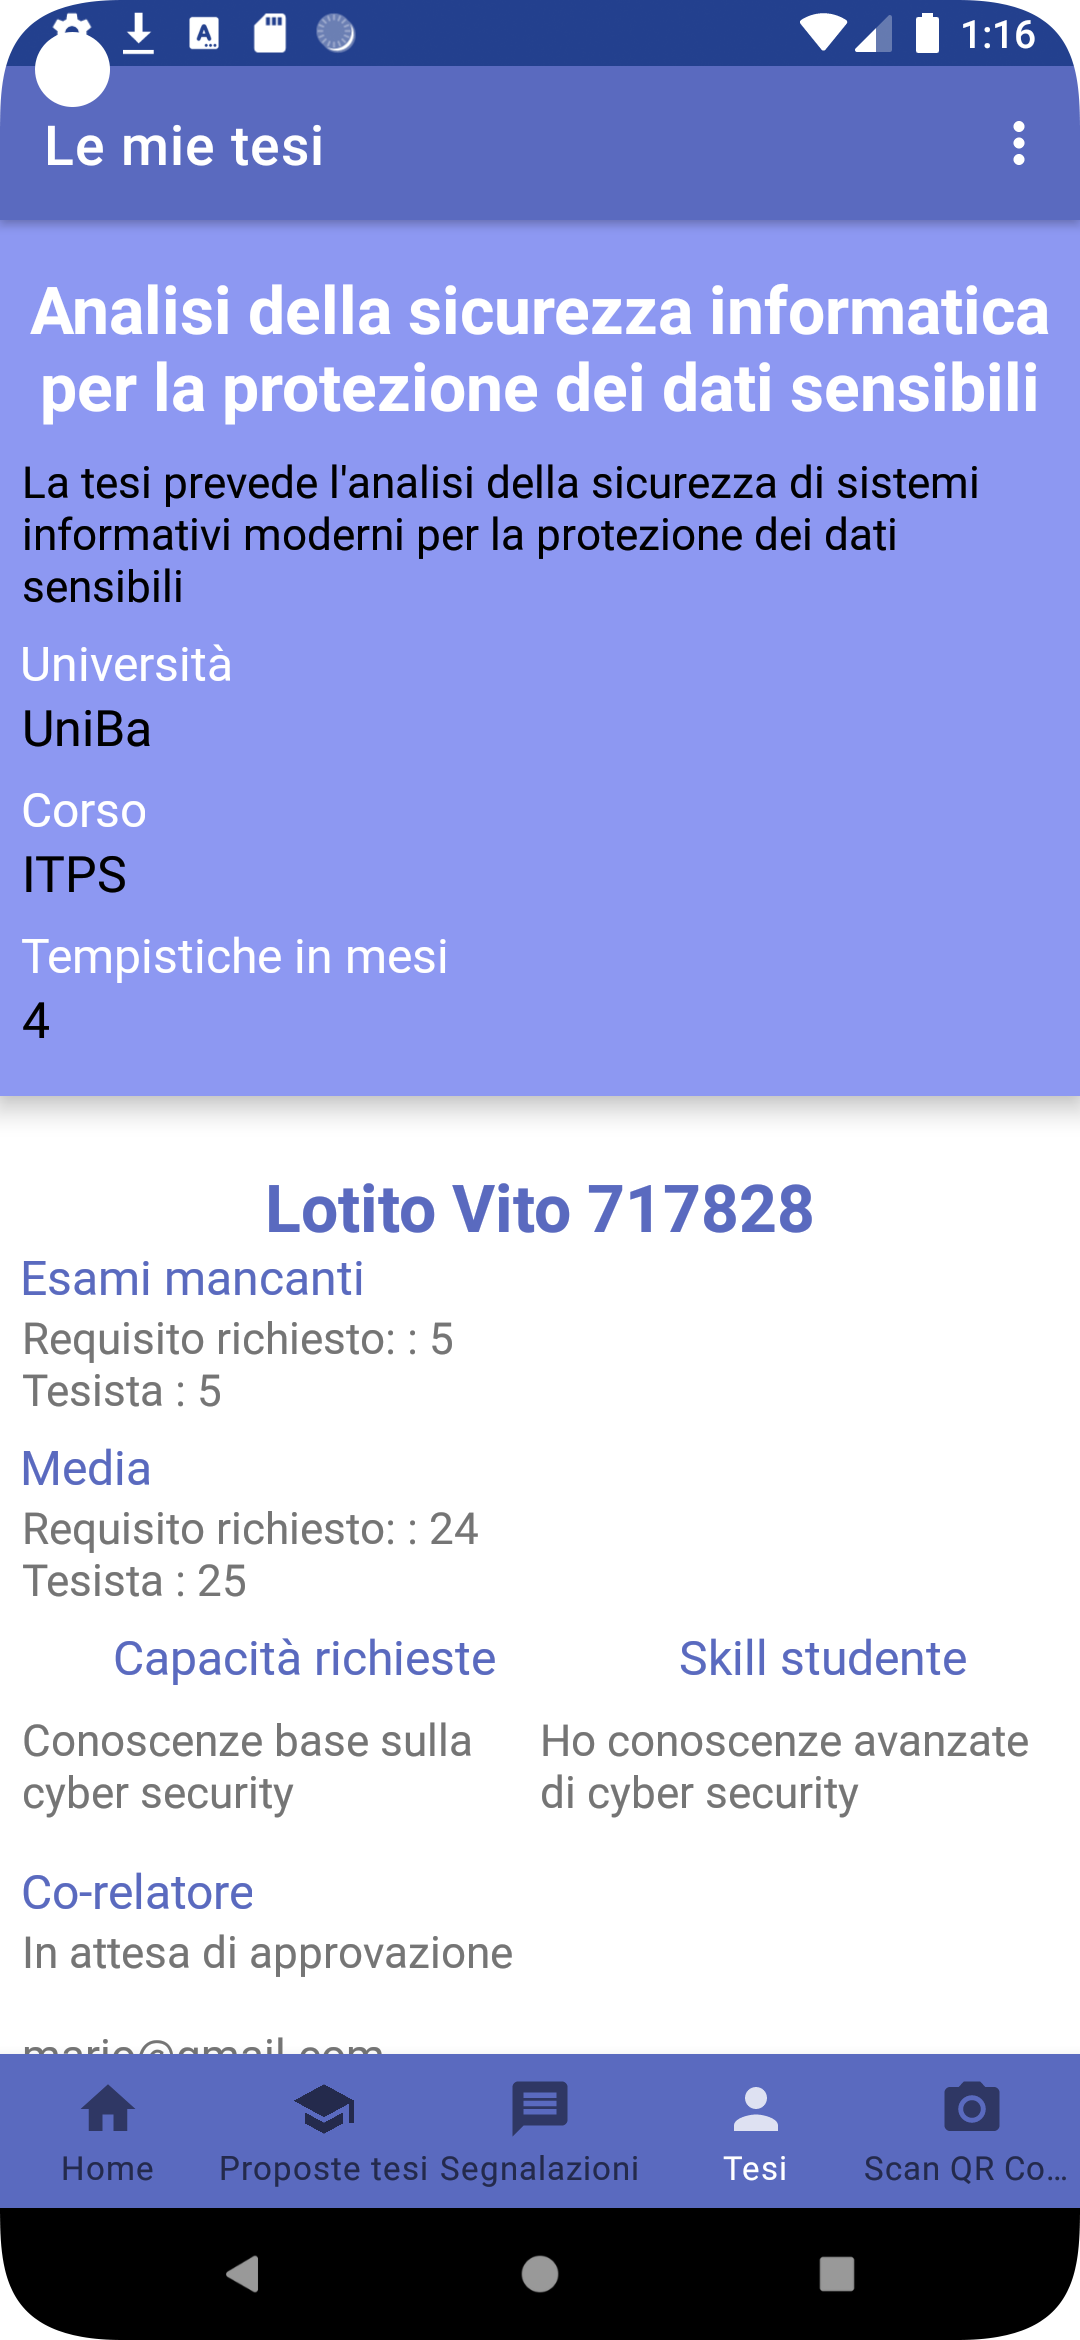 1:16
Le mie tesi
Analisi della sicurezza informatica
per la protezione dei dati sensibili
La tesi prevede l'analisi della sicurezza di sistemi
informativi moderni per la protezione dei dati
sensibili
Università
UniBa
Corso
ITPS
Tempistiche in mesi
4
Lotito Vito 717828
Esami mancanti
Requisito richiesto: : 5
Tesista : 5
Media
Requisito richiesto: : 24
Tesista : 25
Capacità richieste Skill studente
Conoscenze base sulla Ho conoscenze avanzate
cyber security di cyber security
Co-relatore
In attesa di approvazione
mario@gmail.com
Home Proposte tesi Segnalazioni Tesi Scan QR Co...